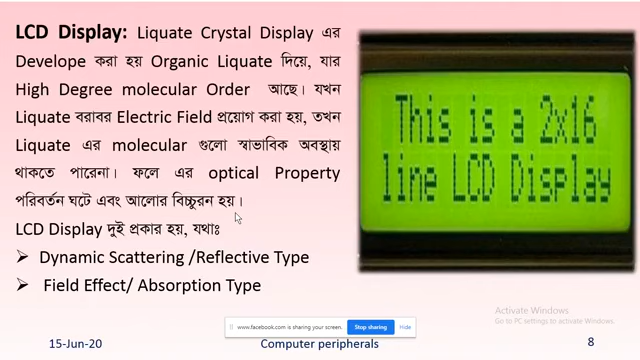 LCD Display: Liquate Crystal Display এর
Develope করা হয় Organic Liquate দিয়ে, যার
High Degree molecular Order আছে। যখন
Liquate বরাবর Electric Field প্রয়োগ করা হয়, তখন
Liquate এর molecular গুলো স্বাভাবিক অবস্থায়
থাকতে পারেনা। ফলে এর optical Property
পরিবর্তন ঘটে এবং আলোর বিচ্চুরন হয়।
LCD Display দুই প্রকার হয়, যথাঃ
➢ Dynamic Scattering /Reflective Type
➢ Field Effect/ Absorption Type
This is a 2x16
line LCD Display
Activate Windows
Go to PC settings to activate Windows.
www.facebook.com is sharing your screen. Stop sharing Hide
15-Jun-20 Computer peripherals 8